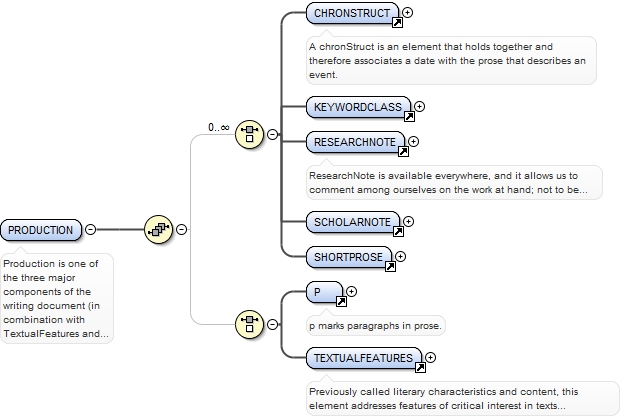 CHRONSTRUCT
A chronStruct is an element that holds together and
therefore associates a date with the prose that describes an
event.
0..∞
KEYWORDCLASS
RESEARCHNOTE
ResearchNote is available everywhere, and it allows us to
comment among ourselves on the work at hand; not to be...
SCHOLARNOTE
SHORTPROSE
PRODUCTION
Production is one of
the three major
components of the
writing document (in
combination with
TextualFeatures and...
P
p marks paragraphs in prose.
TEXTUALFEATURES
Previously called literary characteristics and content, this
element addresses features of critical interest in texts...